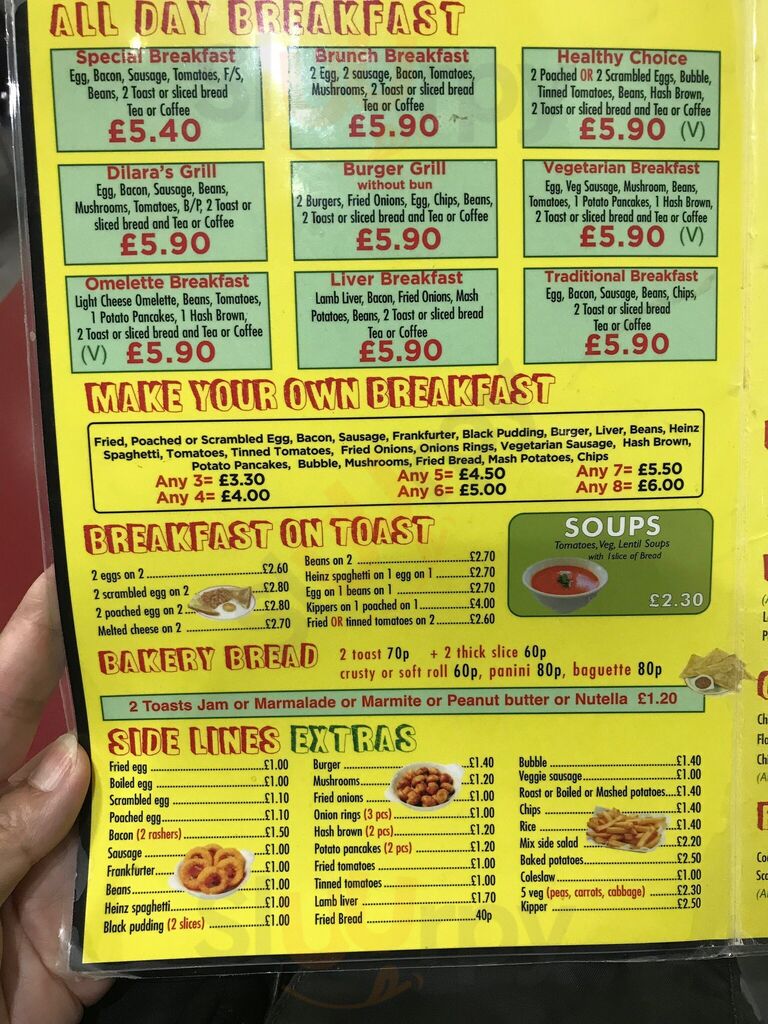 ALL DAY BREAKFAST
Special Breakfast
Egg, Bacon, Sausage, Tomatoes, F/S,
Beans, 2 Toast or sliced bread
Tea or Coffee
£5.40
Brunch Breakfast
2 Egg, 2 sausage, Bacon, Tomatoes,
Mushrooms, 2 Toast or sliced bread
Tea or Coffee
£5.90
Healthy Choice
2 Poached OR 2 Scrambled Eggs, Bubble,
Tinned Tomatoes, Beans, Hash Brown,
2 Toast or sliced bread and Tea or Coffee
£5.90 (V)
Dilara's Grill
Egg, Bacon, Sausage, Beans,
Mushrooms, Tomatoes, B/P, 2 Toast or
sliced bread and Tea or Coffee
£5.90
Burger Grill
without bun
2 Burgers, Fried Onions, Egg, Chips, Beans,
2 Toast or sliced bread and Tea or Coffee
£5.90
Vegetarian Breakfast
Egg, Veg Sausage, Mushroom, Beans,
Tomatoes, 1 Potato Pancakes, 1 Hash Brown,
2 Toast or sliced bread and Tea or Coffee
£5.90 (V)
Omelette Breakfast
Light Cheese Omelette, Beans, Tomatoes,
1 Potato Pancakes, 1 Hash Brown,
2 Toast or sliced bread and Tea or Coffee
(V) £5.90
Liver Breakfast
Lamb Liver, Bacon, Fried Onions, Mash
Potatoes, Beans, 2 Toast or sliced bread
Tea or Coffee
£5.90
Traditional Breakfast
Egg, Bacon, Sausage, Beans, Chips,
2 Toast or sliced bread
Tea or Coffee
£5.90
MAKE YOUR OWN BREAKFAST
Fried, Poached or Scrambled Egg, Bacon, Sausage, Frankfurter, Black Pudding, Burger, Liver, Beans, Heinz
Spaghetti, Tomatoes, Tinned Tomatoes, Fried Onions, Onions Rings, Vegetarian Sausage, Hash Brown,
Potato Pancakes, Bubble, Mushrooms, Fried Bread, Mash Potatoes, Chips
Any 3= £3.30 Any 5= £4.50 Any 7= £5.50
Any 4= £4.00 Any 6= £5.00 Any 8= £6.00
BREAKFAST ON TOAST
2 eggs on 2 £2.60
2 scrambled egg on 2 £2.80
2 poached egg on 2 £2.80
Melted cheese on 2 £2.70
Beans on 2 £2.70
Heinz spaghetti on 1 egg on 1 £2.70
Egg on 1 beans on 1 £2.70
Kippers on 1 poached on 1 £4.00
Fried OR tinned tomatoes on 2 £2.60
SOUPS
Tomatoes, Veg, Lentil Soups
with 1slice of Bread
£2.30
BAKERY BREAD 2 toast 70p + 2 thick slice 60p
crusty or soft roll 60p, panini 80p, baguette 80p
2 Toasts Jam or Marmalade or Marmite or Peanut butter or Nutella £1.20
SIDE LINES EXTRAS
Fried egg £1.00
Boiled egg £1.00
Scrambled egg £1.10
Poached egg £1.10
Bacon (2 rashers) £1.50
Sausage £1.00
Frankfurter £1.00
Beans £1.00
Heinz spaghetti £1.00
Black pudding (2 slices) £1.00
Burger £1.40
Mushrooms £1.20
Fried onions £1.00
Onion rings (3 pcs) £1.00
Hash brown (2 pcs) £1.20
Potato pancakes (2 pcs) £1.20
Fried tomatoes £1.00
Tinned tomatoes £1.00
Lamb liver £1.70
Fried Bread 40p
Bubble £1.40
Veggie sausage £1.00
Roast or Boiled or Mashed potatoes £1.40
Chips £1.40
Rice £1.40
Mix side salad £2.20
Baked potatoes £2.50
Coleslaw £1.00
5 veg (peas, carrots, cabbage) £2.30
Kipper £2.50